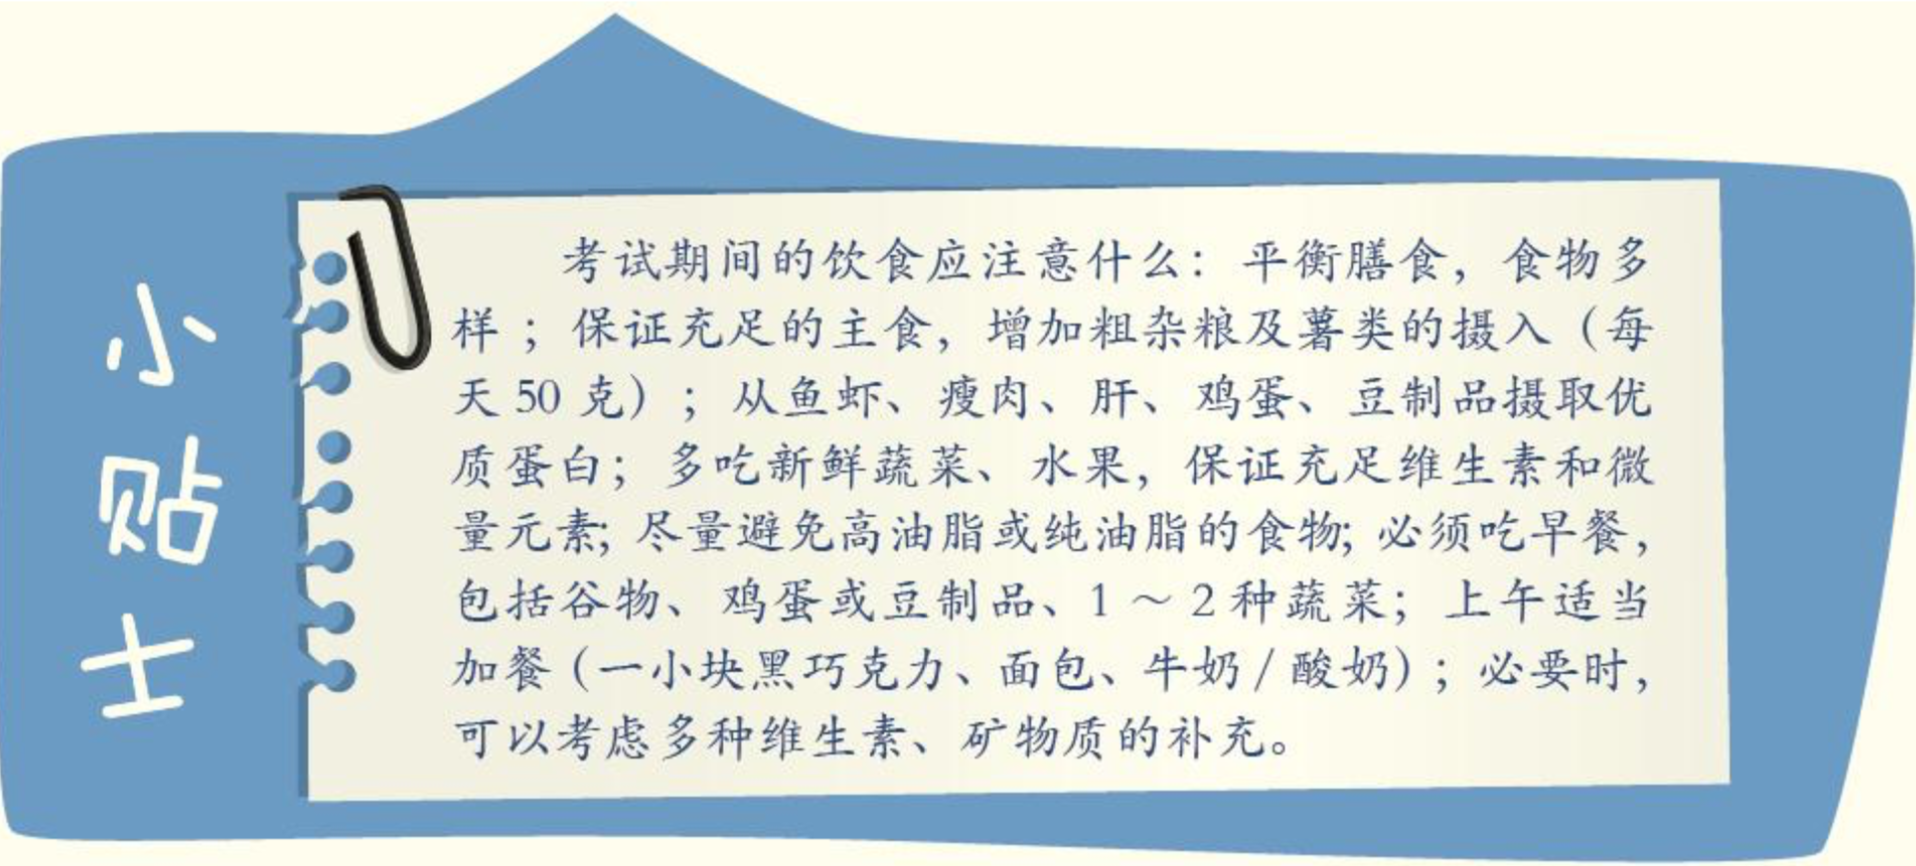 小贴士
考试期间的饮食应注意什么：平衡膳食，食物多
样；保证充足的主食，增加粗杂粮及薯类的摄入（每
天 50 克）；从鱼虾、瘦肉、肝、鸡蛋、豆制品摄取优
质蛋白；多吃新鲜蔬菜、水果，保证充足维生素和微
量元素；尽量避免高油脂或纯油脂的食物；必须吃早餐，
包括谷物、鸡蛋或豆制品、1 ～ 2 种蔬菜；上午适当
加餐（一小块黑巧克力、面包、牛奶 / 酸奶）；必要时，
可以考虑多种维生素、矿物质的补充。